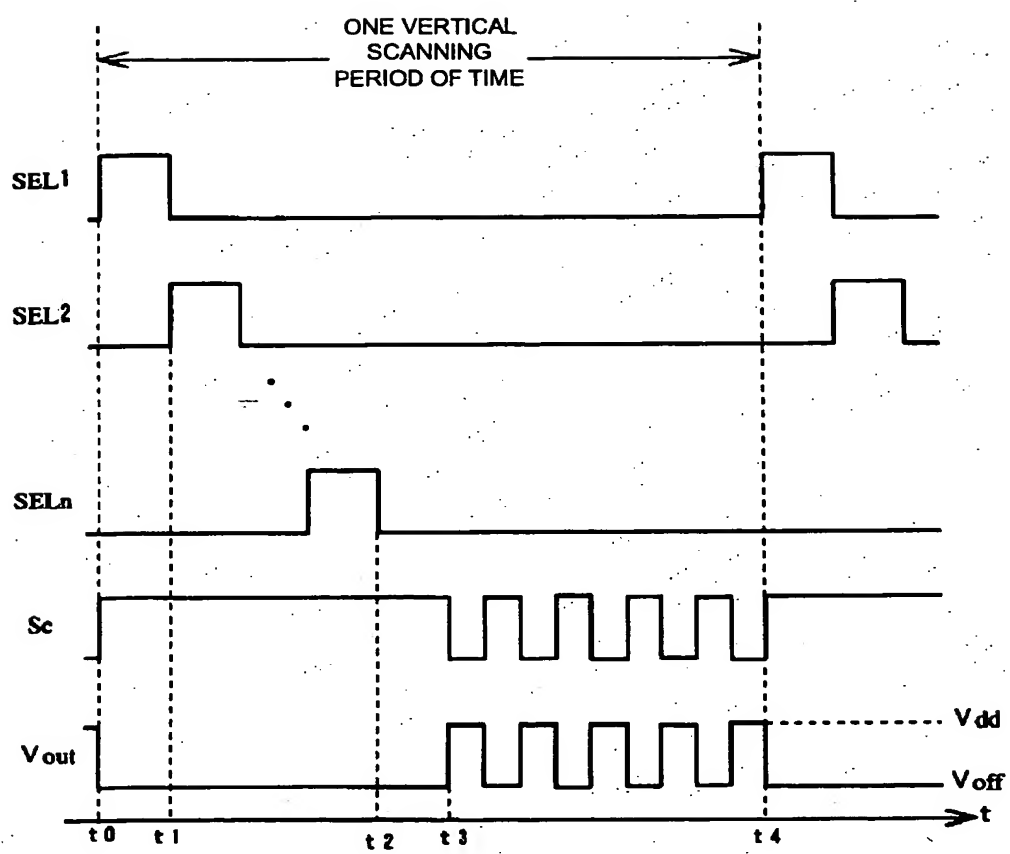 ONE VERTICAL
SCANNING
PERIOD OF TIME
SEL1
SEL2
SELn
Sc
Vout
Vdd
Voff
t
t0 t1 t2 t3 t4